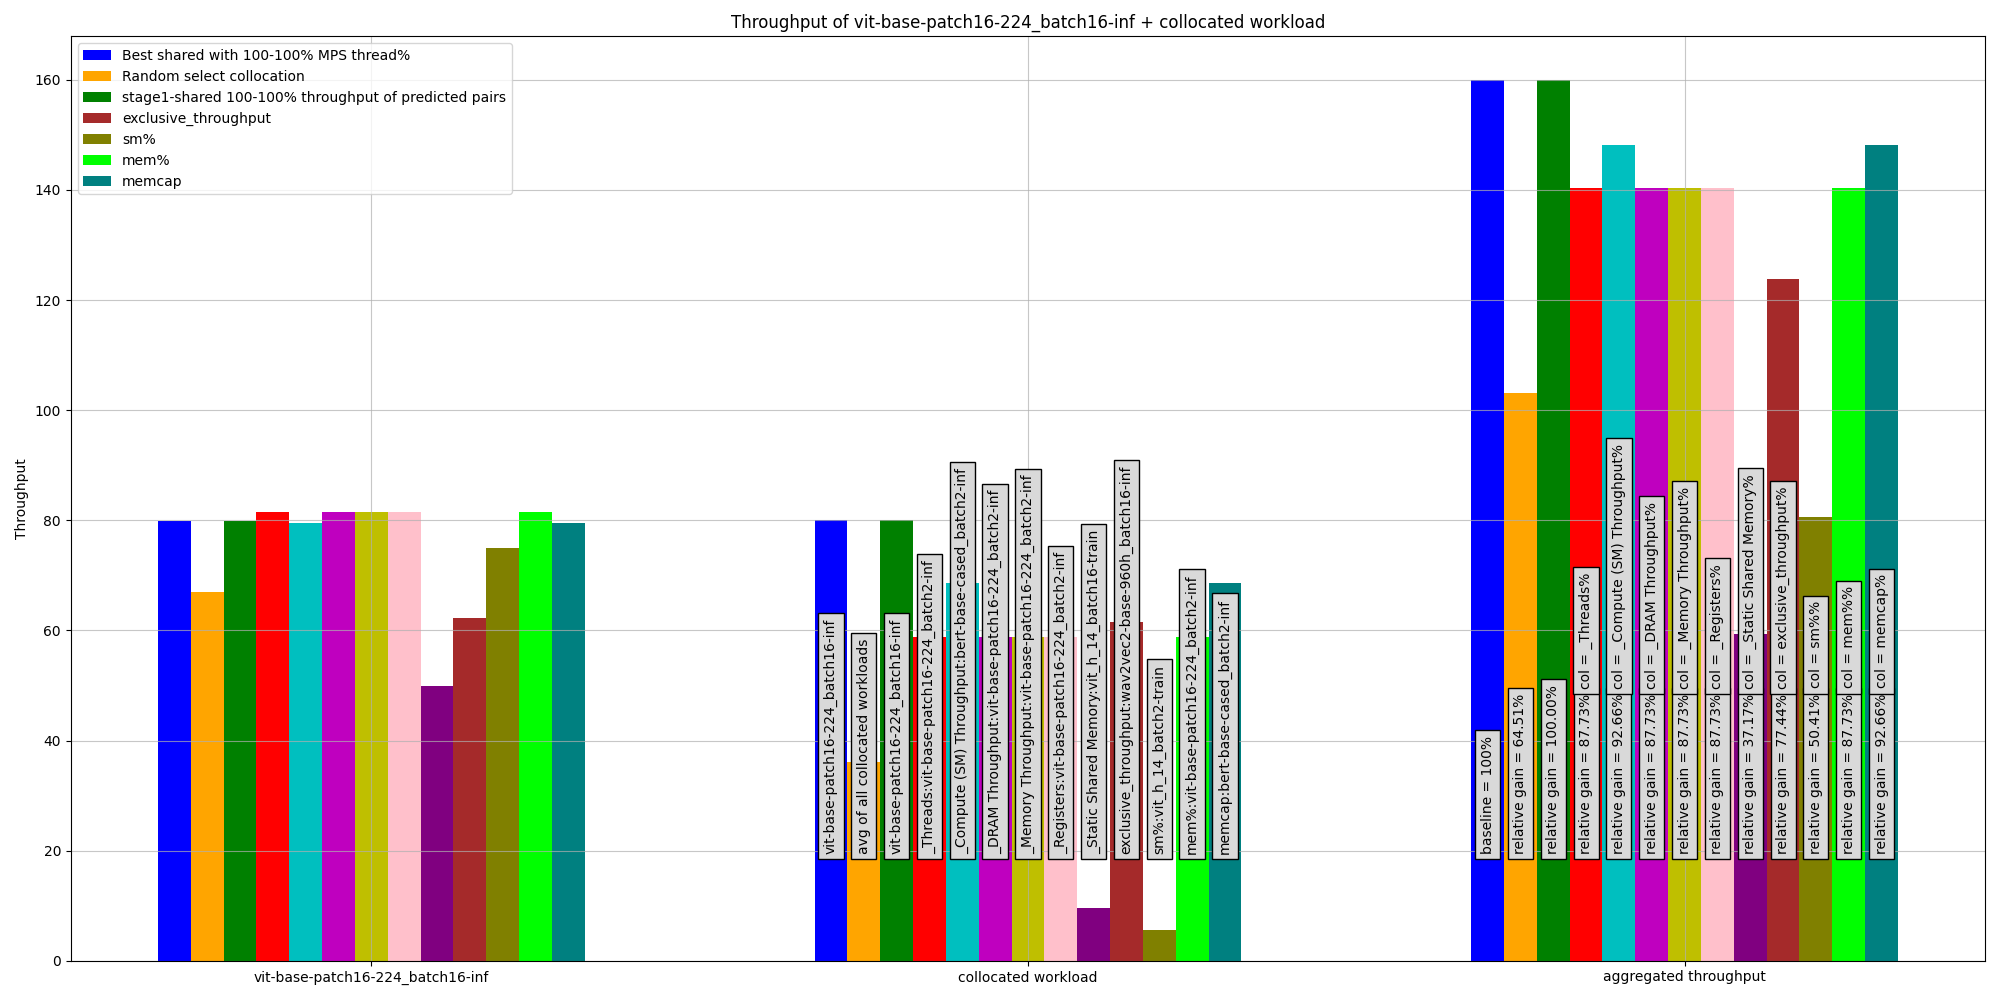 Throughput of vit-base-patch16-224_batch16-inf + collocated workload
Best shared with 100-100% MPS thread%
Random select collocation
stage1-shared 100-100% throughput of predicted pairs
exclusive_throughput
sm%
mem%
memcap
Throughput
160
140
120
100
80
60
40
20
0
vit-base-patch16-224_batch16-inf
avg of all collocated workloads
vit-base-patch16-224_batch16-inf
_Threads:vit-base-patch16-224_batch2-inf
_Compute (SM) Throughput:bert-base-cased_batch2-inf
_DRAM Throughput:vit-base-patch16-224_batch2-inf
_Memory Throughput:vit-base-patch16-224_batch2-inf
_Registers:vit-base-patch16-224_batch2-inf
_Static Shared Memory:vit_h_14_batch16-train
exclusive_throughput:wav2vec2-base-960h_batch16-inf
sm%:vit_h_14_batch2-train
mem%:vit-base-patch16-224_batch2-inf
memcap:bert-base-cased_batch2-inf
baseline = 100%
relative gain = 64.51%
relative gain = 100.00%
relative gain = 87.73%
col = _Threads%
relative gain = 92.66%
col = _Compute (SM) Throughput%
relative gain = 87.73%
col = _DRAM Throughput%
relative gain = 87.73%
col = _Memory Throughput%
relative gain = 87.73%
col = _Registers%
relative gain = 37.17%
col = _Static Shared Memory%
relative gain = 77.44%
col = exclusive_throughput%
relative gain = 50.41%
col = sm%%
relative gain = 87.73%
col = mem%%
relative gain = 92.66%
col = memcap%
vit-base-patch16-224_batch16-inf
collocated workload
aggregated throughput